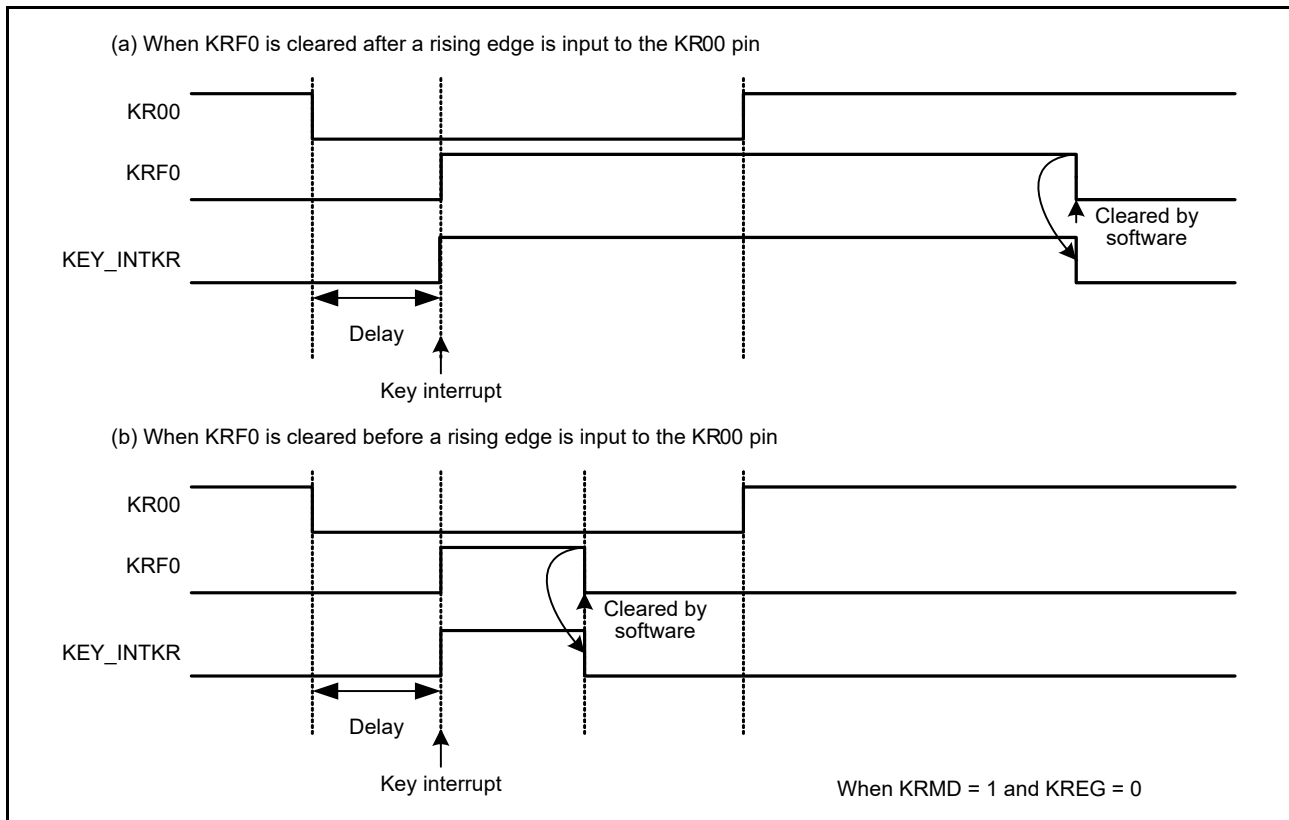 (a) When KRF0 is cleared after a rising edge is input to the KR00 pin
KR00
KRF0
Cleared by
software
KEY_INTKR
Delay
Key interrupt
(b) When KRF0 is cleared before a rising edge is input to the KR00 pin
KR00
KRF0
Cleared by
software
KEY_INTKR
Delay
Key interrupt
When KRMD = 1 and KREG = 0